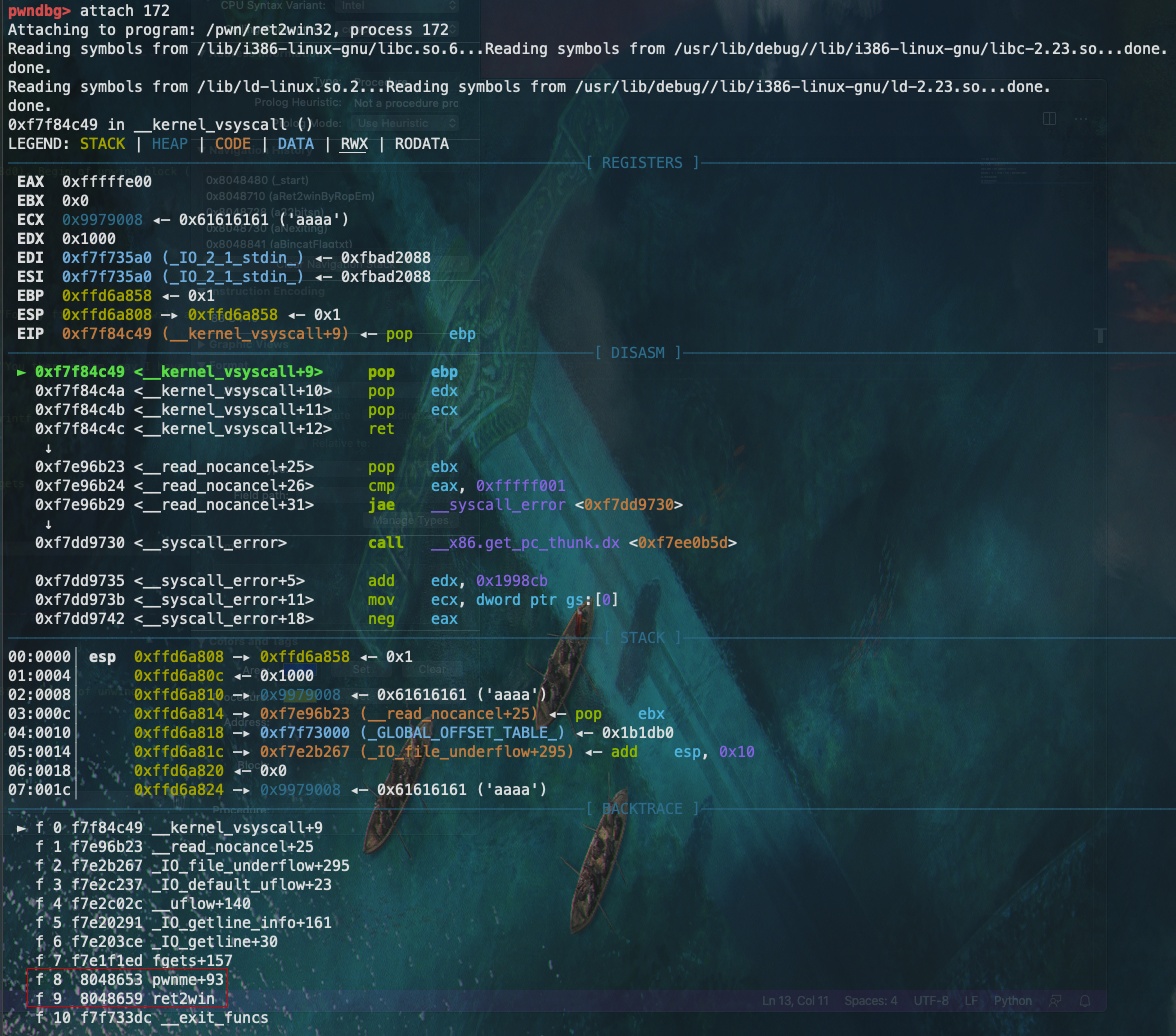 pwndbg> attach 172
Attaching to program: /pwn/ret2win32, process 172
Reading symbols from /lib/i386-linux-gnu/libc.so.6...Reading symbols from /usr/lib/debug//lib/i386-linux-gnu/libc-2.23.so...done.
done.
Reading symbols from /lib/ld-linux.so.2...Reading symbols from /usr/lib/debug//lib/i386-linux-gnu/ld-2.23.so...done.
done.
0xf7f84c49 in __kernel_vsyscall ()
LEGEND: STACK | HEAP | CODE | DATA | RWX | RODATA
[ REGISTERS ]
EAX 0xfffffe00
EBX 0x0
ECX 0x9979008 ◂— 0x61616161 ('aaaa')
EDX 0x1000
EDI 0xf7f735a0 (_IO_2_1_stdin_) ◂— 0xfbad2088
ESI 0xf7f735a0 (_IO_2_1_stdin_) ◂— 0xfbad2088
EBP 0xffd6a858 ◂— 0x1
ESP 0xffd6a808 —▸ 0xffd6a858 ◂— 0x1
EIP 0xf7f84c49 (__kernel_vsyscall+9) ◂— pop ebp
[ DISASM ]
► 0xf7f84c49 <__kernel_vsyscall+9> pop ebp
0xf7f84c4a <__kernel_vsyscall+10> pop edx
0xf7f84c4b <__kernel_vsyscall+11> pop ecx
0xf7f84c4c <__kernel_vsyscall+12> ret
↓
0xf7e96b23 <__read_nocancel+25> pop ebx
0xf7e96b24 <__read_nocancel+26> cmp eax, 0xfffff001
0xf7e96b29 <__read_nocancel+31> jae __syscall_error <0xf7dd9730>
↓
0xf7dd9730 <__syscall_error> call __x86.get_pc_thunk.dx <0xf7ee0b5d>
0xf7dd9735 <__syscall_error+5> add edx, 0x1998cb
0xf7dd973b <__syscall_error+11> mov ecx, dword ptr gs:[0]
0xf7dd9742 <__syscall_error+18> neg eax
[ STACK ]
00:0000│ esp 0xffd6a808 —▸ 0xffd6a858 ◂— 0x1
01:0004│ 0xffd6a80c ◂— 0x1000
02:0008│ 0xffd6a810 —▸ 0x9979008 ◂— 0x61616161 ('aaaa')
03:000c│ 0xffd6a814 —▸ 0xf7e96b23 (__read_nocancel+25) ◂— pop ebx
04:0010│ 0xffd6a818 —▸ 0xf7f73000 (_GLOBAL_OFFSET_TABLE_) ◂— 0x1b1db0
05:0014│ 0xffd6a81c —▸ 0xf7e2b267 (_IO_file_underflow+295) ◂— add esp, 0x10
06:0018│ 0xffd6a820 ◂— 0x0
07:001c│ 0xffd6a824 —▸ 0x9979008 ◂— 0x61616161 ('aaaa')
[ BACKTRACE ]
► f 0 f7f84c49 __kernel_vsyscall+9
f 1 f7e96b23 __read_nocancel+25
f 2 f7e2b267 _IO_file_underflow+295
f 3 f7e2c237 _IO_default_uflow+23
f 4 f7e2c02c __uflow+140
f 5 f7e20291 _IO_getline_info+161
f 6 f7e203ce _IO_getline+30
f 7 f7e1f1ed fgets+157
f 8 8048653 pwnme+93
f 9 8048659 ret2win
f 10 f7f733dc __exit_funcs
Ln 13, Col 11 Spaces: 4 UTF-8 LF Python